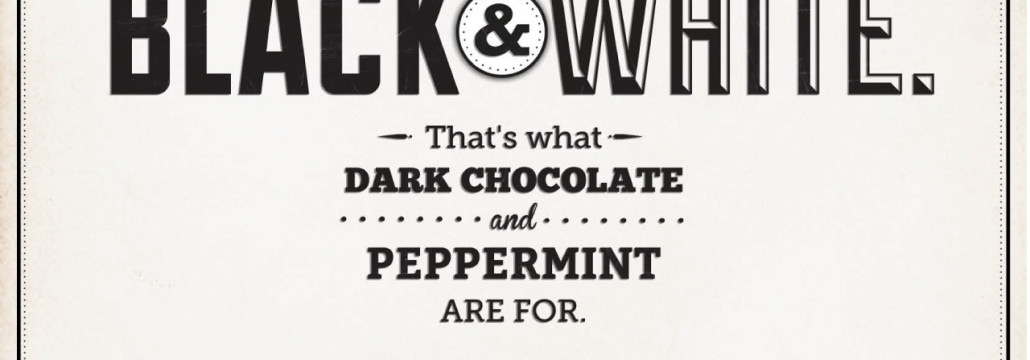 BLACK & WHITE.
That's what
DARK CHOCOLATE
and
PEPPERMINT
ARE FOR.